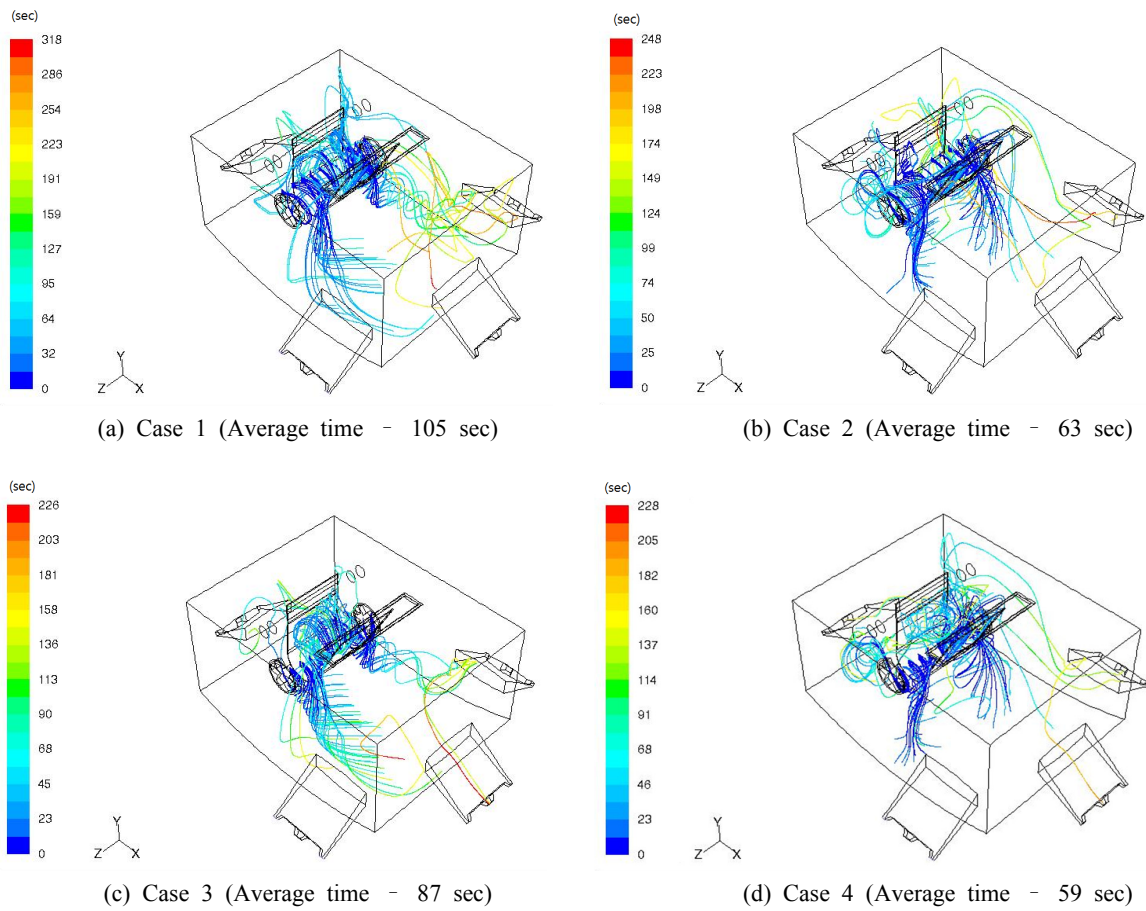 (sec)
318
286
254
223
191
159
127
95
64
32
0
Y
Z
X
(a) Case 1 (Average time - 105 sec)
(sec)
248
223
198
174
149
124
99
74
50
25
0
Y
Z
X
(b) Case 2 (Average time - 63 sec)
(sec)
226
203
181
158
136
113
90
68
45
23
0
Y
Z
X
(c) Case 3 (Average time - 87 sec)
(sec)
228
205
182
160
137
114
91
68
46
23
0
Y
Z
X
(d) Case 4 (Average time - 59 sec)